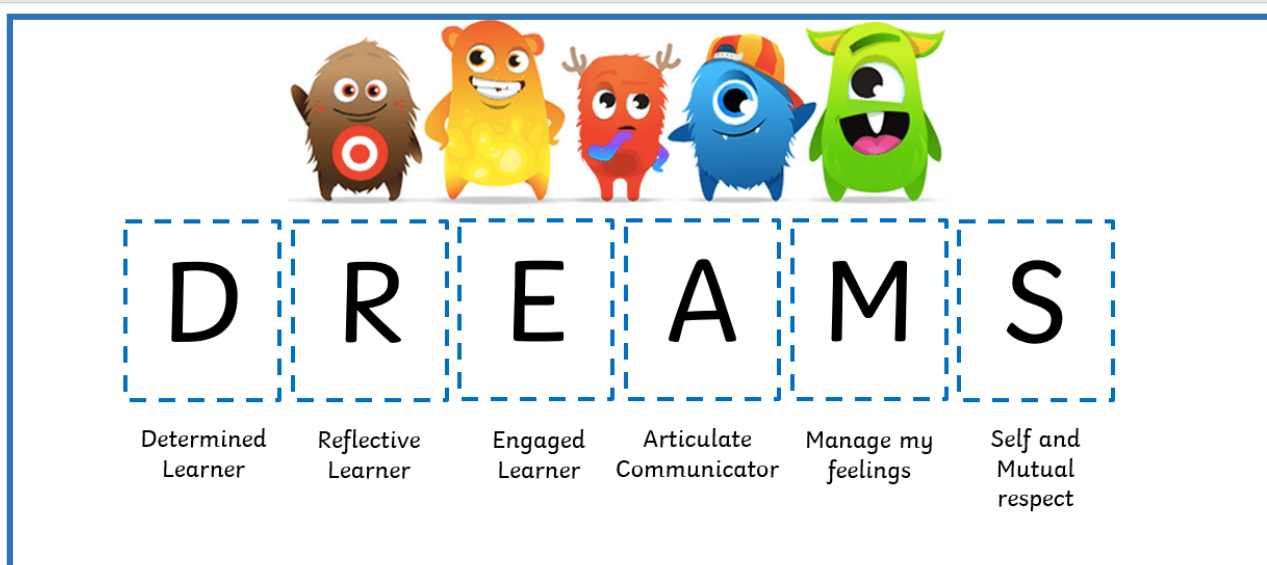 D R E A M S
Determined Learner
Reflective Learner
Engaged Learner
Articulate Communicator
Manage my feelings
Self and Mutual respect